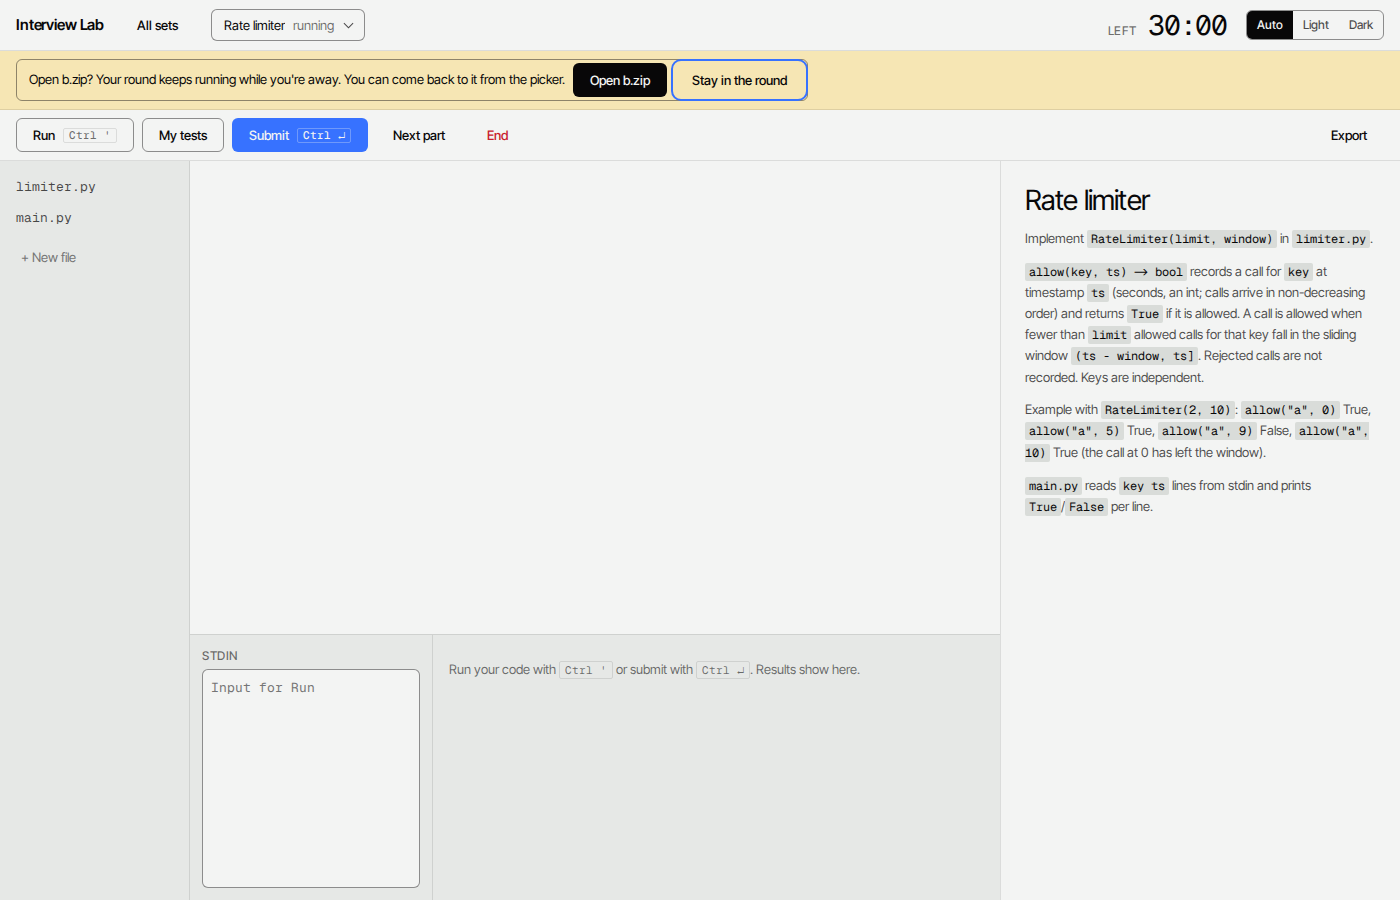 Interview Lab
All sets
Rate limiter running
LEFT 30:00
Auto Light Dark
Open b.zip? Your round keeps running while you're away. You can come back to it from the picker. Open b.zip Stay in the round
Run Ctrl '
My tests
Submit Ctrl ↵
Next part
End
Export
limiter.py
main.py
+ New file
STDIN
Input for Run
Run your code with Ctrl ' or submit with Ctrl ↵. Results show here.
Rate limiter
Implement RateLimiter(limit, window) in limiter.py.
allow(key, ts) → bool records a call for key at
timestamp ts (seconds, an int; calls arrive in non-decreasing
order) and returns True if it is allowed. A call is allowed when
fewer than limit allowed calls for that key fall in the sliding
window (ts - window, ts]. Rejected calls are not
recorded. Keys are independent.
Example with RateLimiter(2, 10): allow("a", 0) True,
allow("a", 5) True, allow("a", 9) False, allow("a",
10) True (the call at 0 has left the window).
main.py reads key ts lines from stdin and prints
True/False per line.